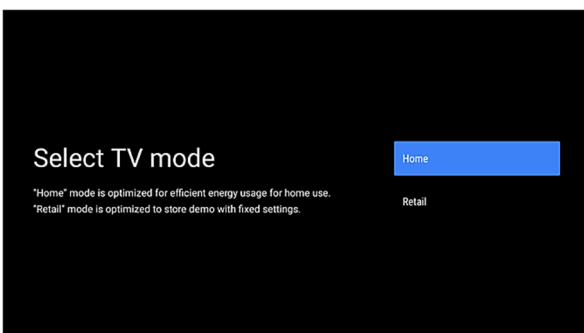 Select TV mode
"Home" mode is optimized for efficient energy usage for home use.
"Retail" mode is optimized to store demo with fixed settings.
Home
Retail